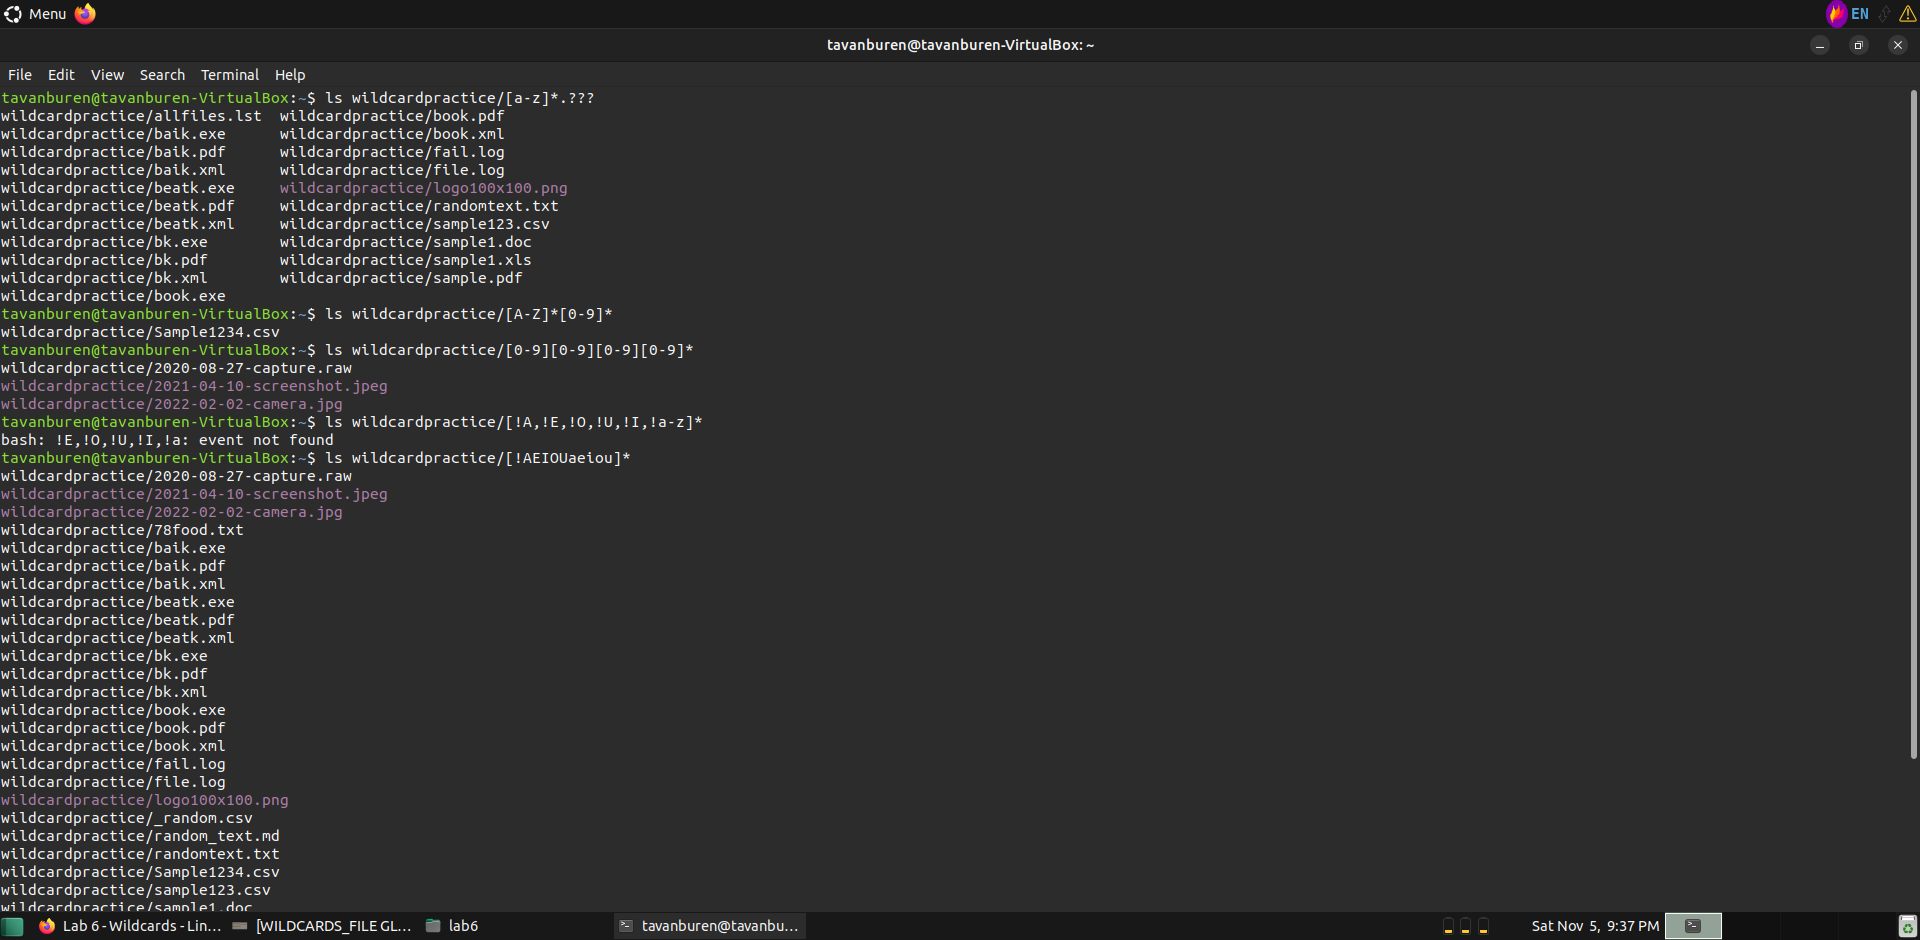 Menu EN
tavanburen@tavanburen-VirtualBox: ~
File Edit View Search Terminal Help
tavanburen@tavanburen-VirtualBox:~$ ls wildcardpractice/[a-z]*.???
wildcardpractice/allfiles.lst wildcardpractice/book.pdf
wildcardpractice/baik.exe wildcardpractice/book.xml
wildcardpractice/baik.pdf wildcardpractice/fail.log
wildcardpractice/baik.xml wildcardpractice/file.log
wildcardpractice/beatk.exe wildcardpractice/logo100x100.png
wildcardpractice/beatk.pdf wildcardpractice/randomtext.txt
wildcardpractice/beatk.xml wildcardpractice/sample123.csv
wildcardpractice/bk.exe wildcardpractice/sample1.doc
wildcardpractice/bk.pdf wildcardpractice/sample1.xls
wildcardpractice/bk.xml wildcardpractice/sample.pdf
wildcardpractice/book.exe
tavanburen@tavanburen-VirtualBox:~$ ls wildcardpractice/[A-Z]*[0-9]*
wildcardpractice/Sample1234.csv
tavanburen@tavanburen-VirtualBox:~$ ls wildcardpractice/[0-9][0-9][0-9][0-9]*
wildcardpractice/2020-08-27-capture.raw
wildcardpractice/2021-04-10-screenshot.jpeg
wildcardpractice/2022-02-02-camera.jpg
tavanburen@tavanburen-VirtualBox:~$ ls wildcardpractice/[!A,!E,!O,!U,!I,!a-z]*
bash: !E,!O,!U,!I,!a: event not found
tavanburen@tavanburen-VirtualBox:~$ ls wildcardpractice/[!AEIOUaeiou]*
wildcardpractice/2020-08-27-capture.raw
wildcardpractice/2021-04-10-screenshot.jpeg
wildcardpractice/2022-02-02-camera.jpg
wildcardpractice/78food.txt
wildcardpractice/baik.exe
wildcardpractice/baik.pdf
wildcardpractice/baik.xml
wildcardpractice/beatk.exe
wildcardpractice/beatk.pdf
wildcardpractice/beatk.xml
wildcardpractice/bk.exe
wildcardpractice/bk.pdf
wildcardpractice/bk.xml
wildcardpractice/book.exe
wildcardpractice/book.pdf
wildcardpractice/book.xml
wildcardpractice/fail.log
wildcardpractice/file.log
wildcardpractice/logo100x100.png
wildcardpractice/_random.csv
wildcardpractice/random_text.md
wildcardpractice/randomtext.txt
wildcardpractice/Sample1234.csv
wildcardpractice/sample123.csv
wildcardpractice/sample1.doc
Lab 6 - Wildcards - Lin... [WILDCARDS_FILE GL... lab6 tavanburen@tavanbu... Sat Nov 5, 9:37 PM